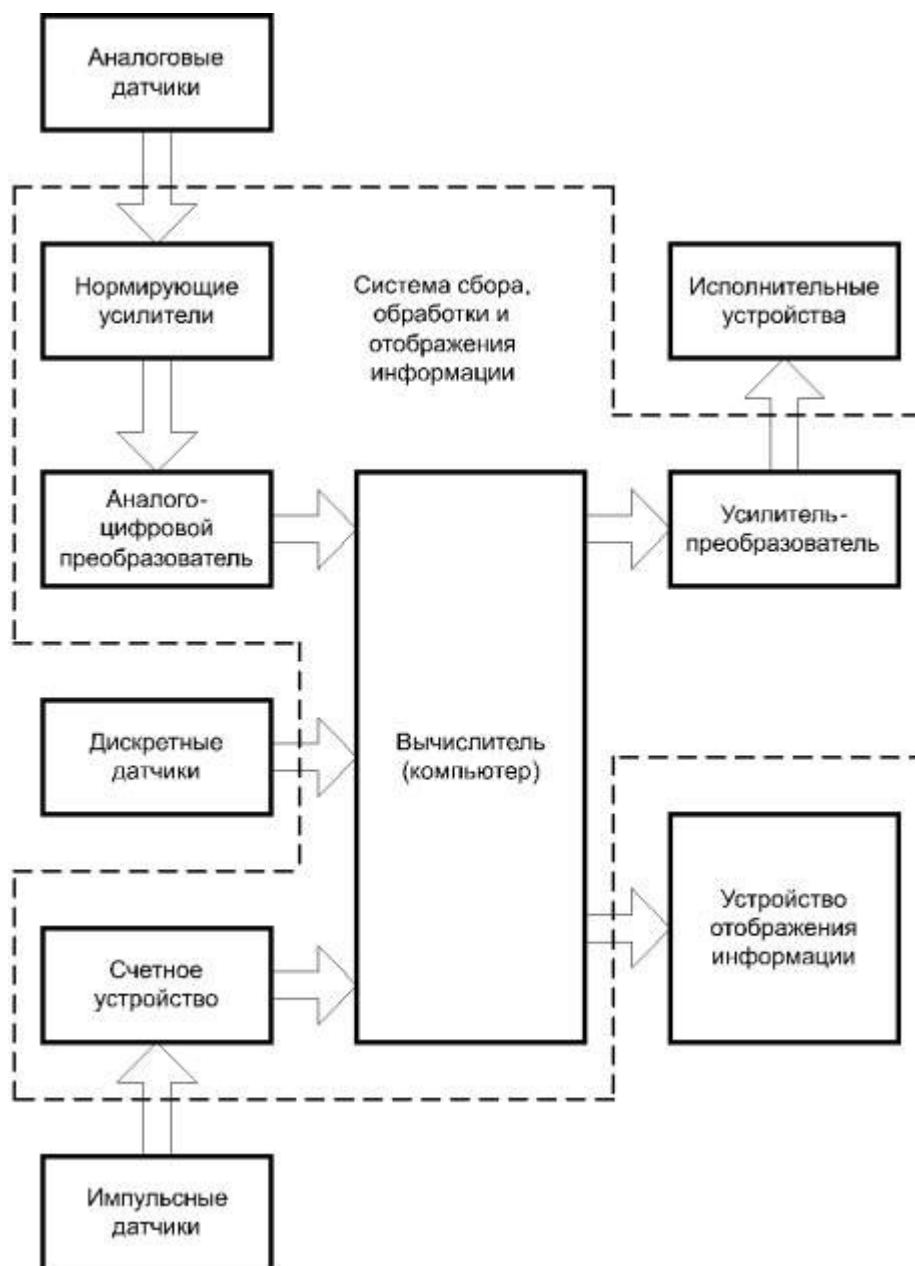 Аналоговые
датчики
Нормирующие
усилители
Система сбора,
обработки и
отображения
информации
Исполнительные
устройства
Аналого-
цифровой
преобразователь
Усилитель-
преобразователь
Дискретные
датчики
Вычислитель
(компьютер)
Счетное
устройство
Устройство
отображения
информации
Импульсные
датчики